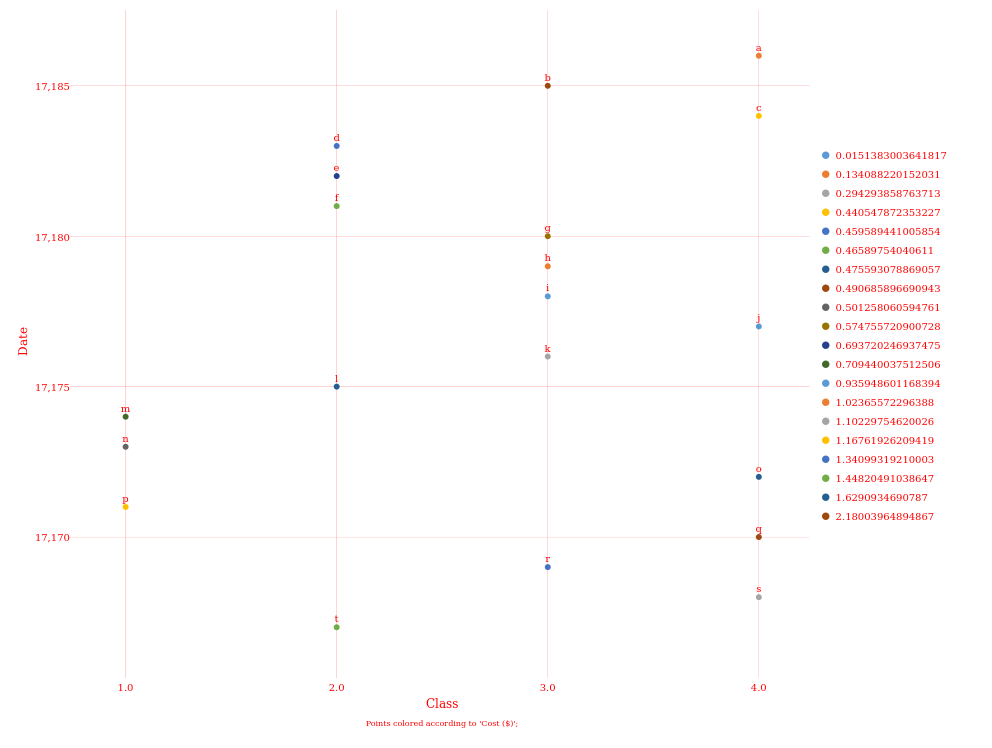 a
b
17,185
c
d
e
f
g
17,180
h
i
j
k
l
17,175
m
n
o
p
q
17,170
r
s
t
Date
1.0
2.0
3.0
4.0
Class
Points colored according to 'Cost ($)';
0.0151383003641817
0.134088220152031
0.294293858763713
0.440547872353227
0.459589441005854
0.46589754040611
0.475593078869057
0.490685896690943
0.501258060594761
0.574755720900728
0.693720246937475
0.709440037512506
0.935948601168394
1.02365572296388
1.10229754620026
1.16761926209419
1.34099319210003
1.44820491038647
1.6290934690787
2.18003964894867